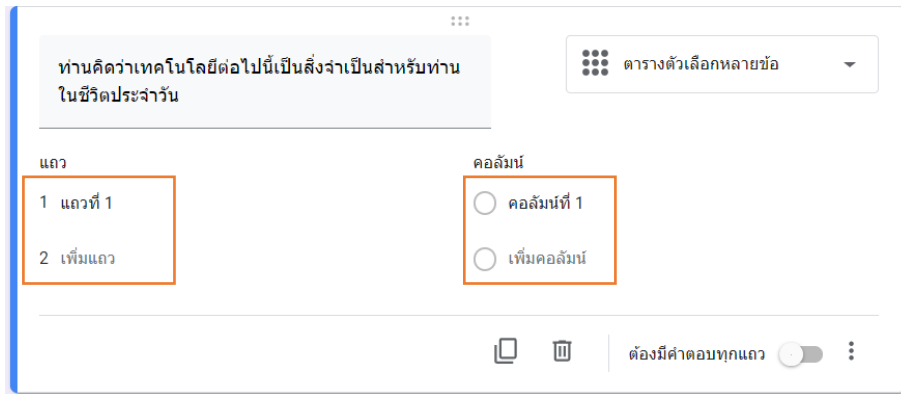 ท่านคิดว่าเทคโนโลยีต่อไปนี้เป็นสิ่งจำเป็นสำหรับท่าน
ในชีวิตประจำวัน
ตารางตัวเลือกหลายข้อ
แถว
คอลัมน์
1 แถวที่ 1
คอลัมน์ที่ 1
2 เพิ่มแถว
เพิ่มคอลัมน์
ต้องมีคำตอบทุกแถว